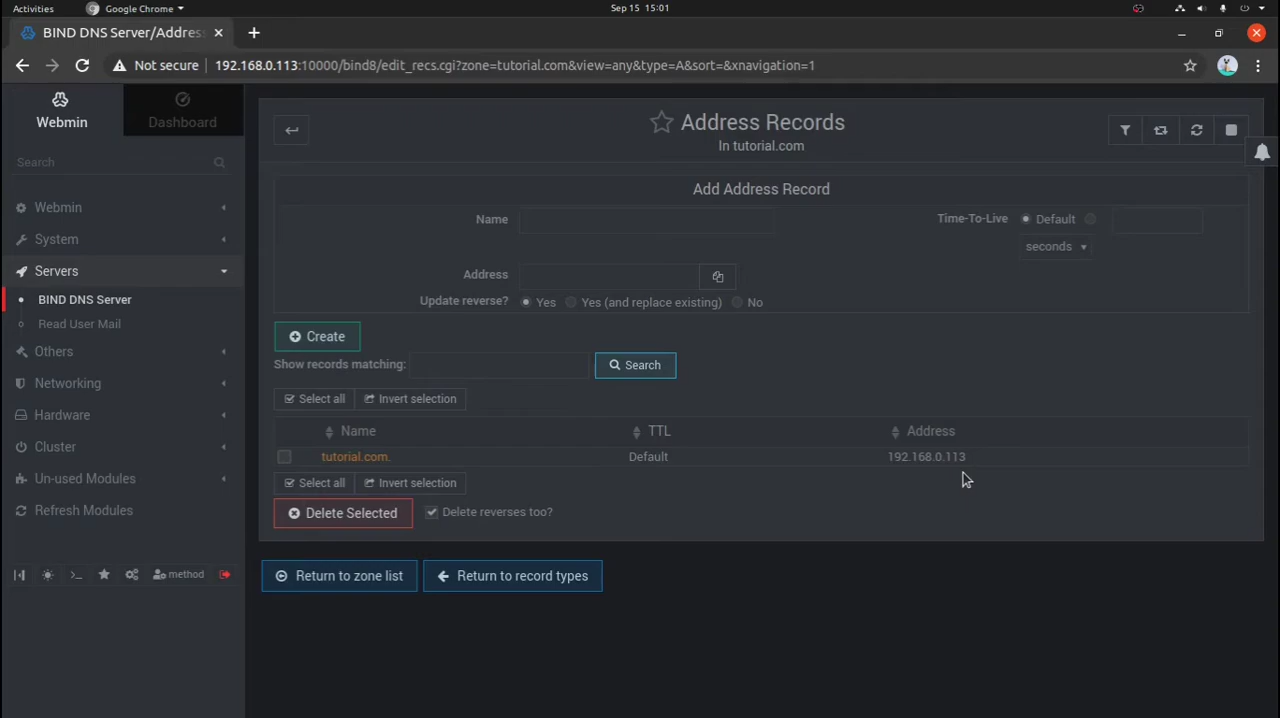 Activities Google Chrome Sep 15 15:01
BIND DNS Server/Addres
Not secure 192.168.0.113:10000/bind8/edit_recs.cgi?zone=tutorial.com&view=any&type=A&sort=&xnavigation=1
Webmin
Dashboard
Search
Webmin
System
Servers
BIND DNS Server
Read User Mail
Others
Networking
Hardware
Cluster
Un-used Modules
Refresh Modules
method
Address Records
In tutorial.com
Add Address Record
Name Time-To-Live Default
seconds
Address
Update reverse? Yes Yes (and replace existing) No
Create
Show records matching: Search
Select all Invert selection
Name TTL Address
tutorial.com. Default 192.168.0.113
Select all Invert selection
Delete Selected Delete reverses too?
Return to zone list Return to record types